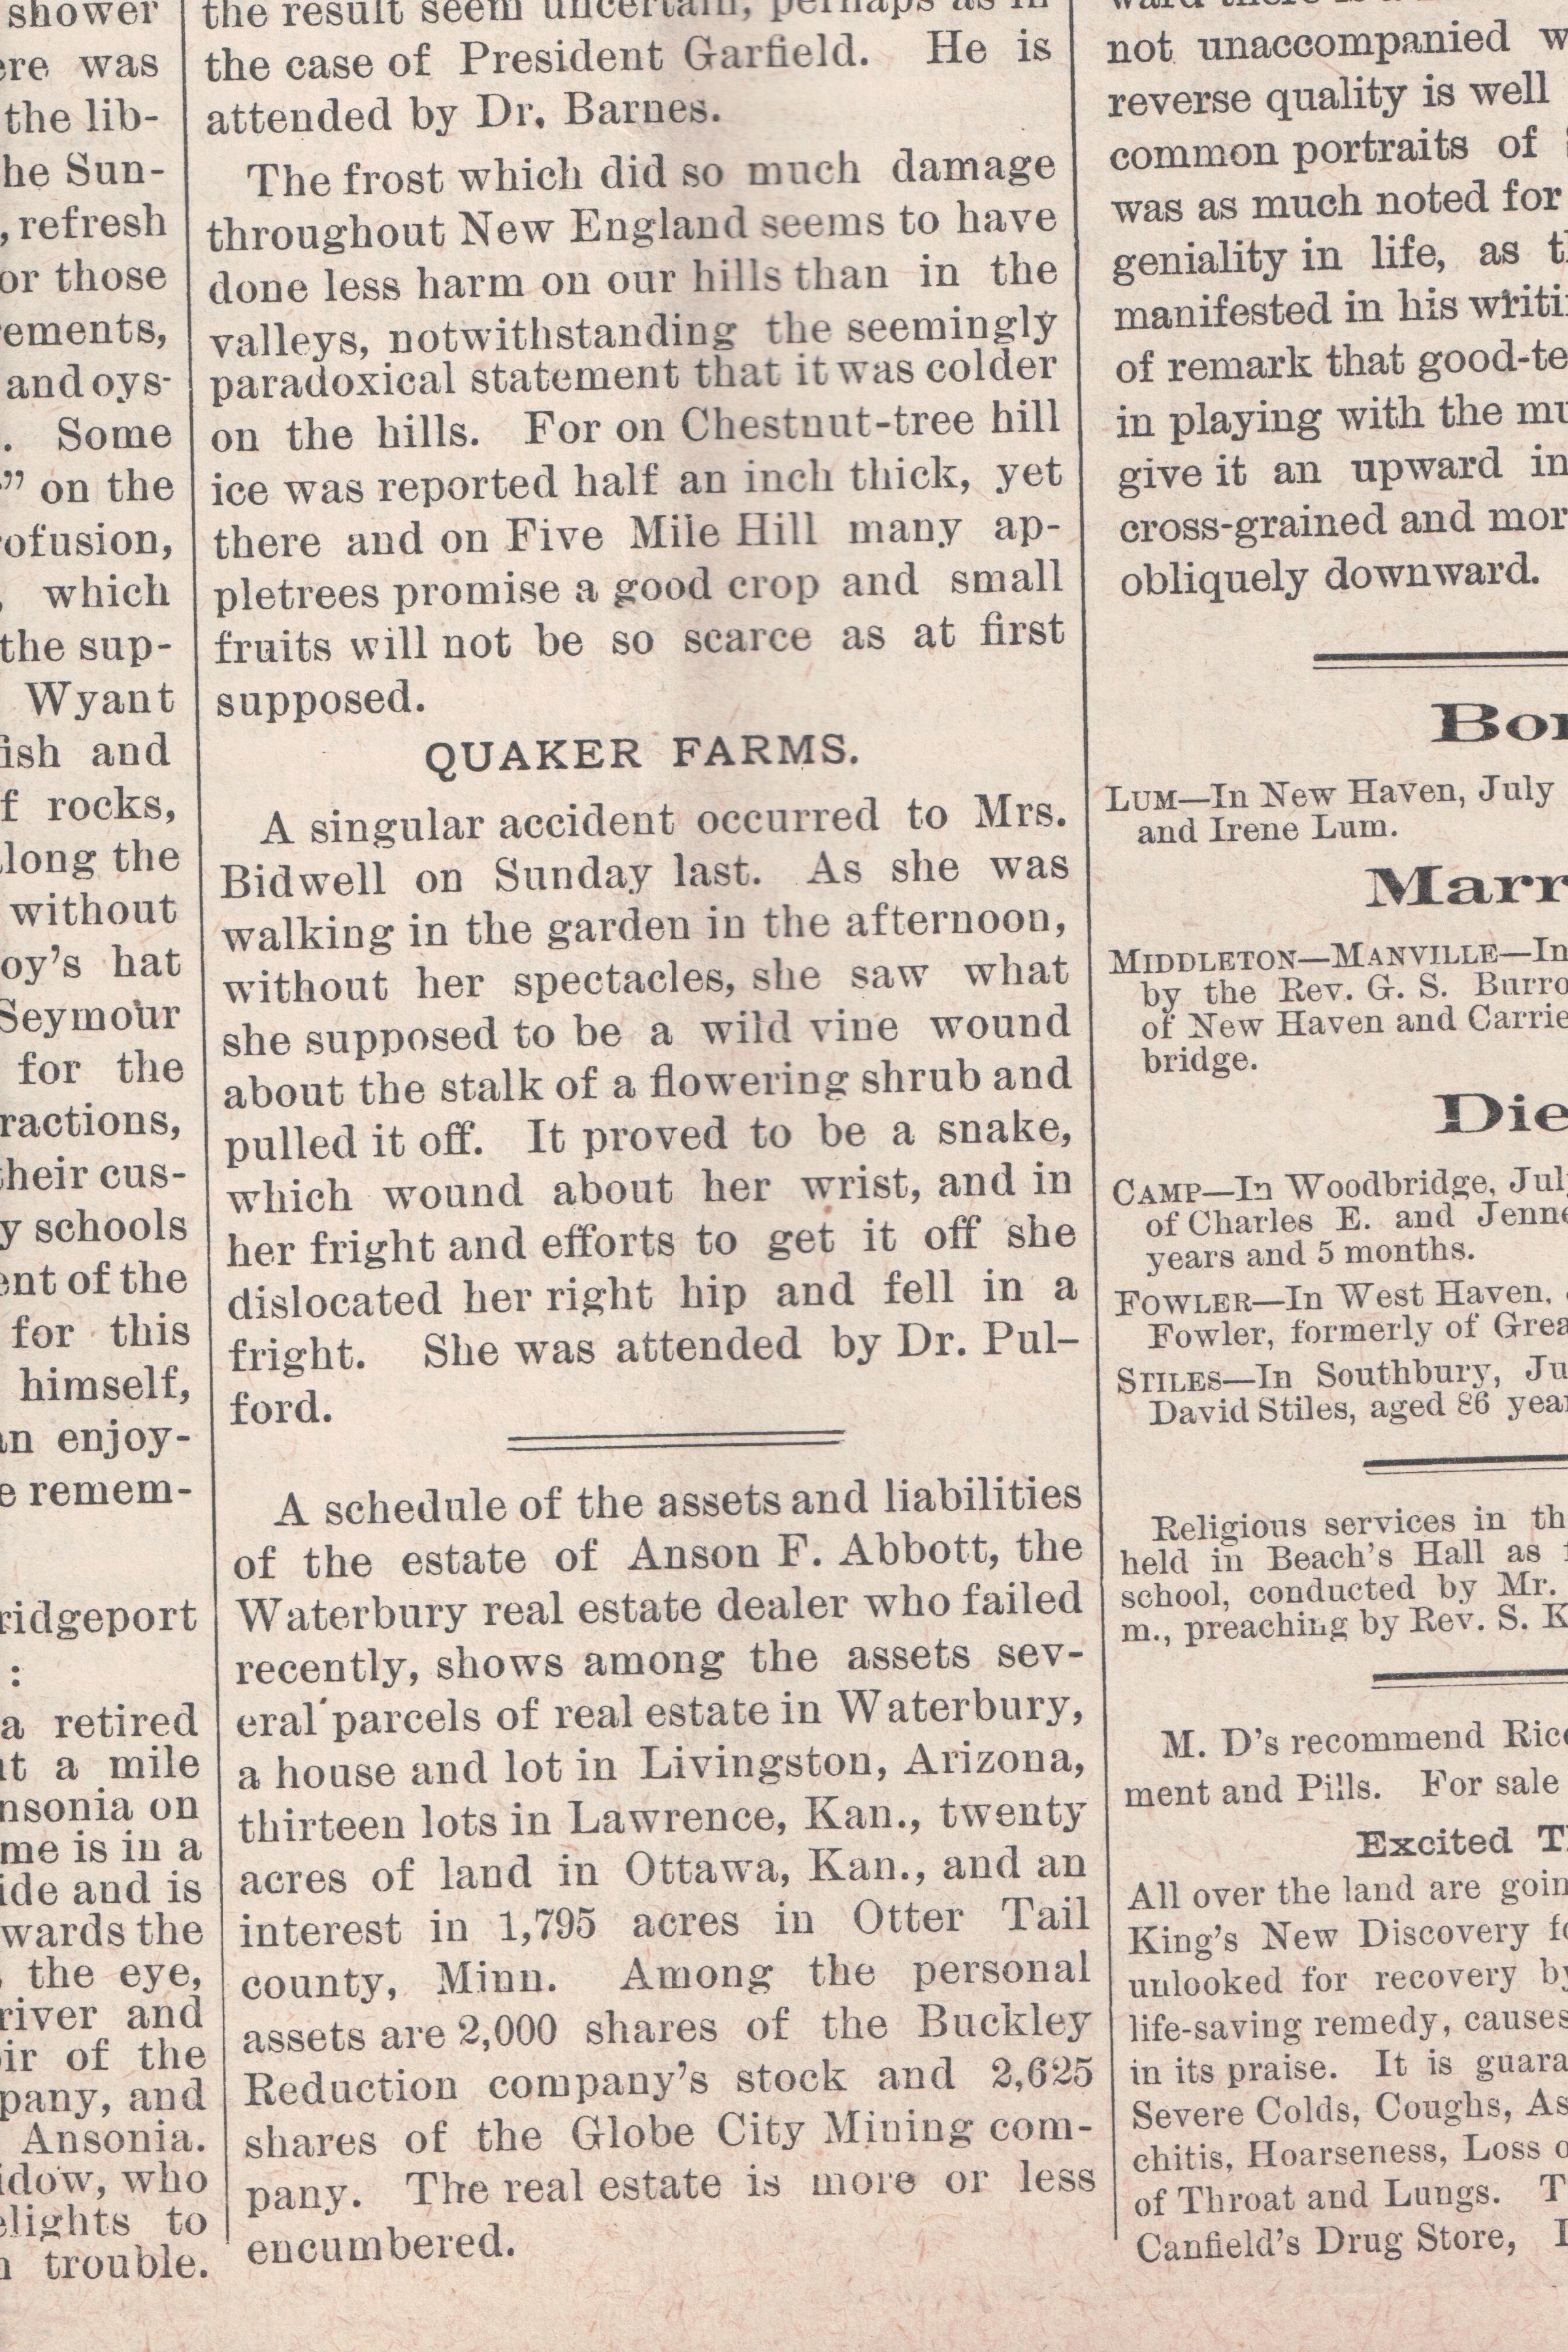 shower
ere was
the lib-
he Sun-
, refresh
or those
ements,
and oys-
. Some
" on the
ofusion,
, which
the sup-
Wyant
fish and
f rocks,
long the
without
oy's hat
Seymour
for the
ractions,
their cus-
y schools
ent of the
for this
himself,
an enjoy-
e remem-
ridgeport
:
a retired
t a mile
nsonia on
me is in a
ide and is
wards the
the eye,
river and
ir of the
pany, and
Ansonia.
idow, who
elights to
trouble.
the result seem uncertain, perhaps as in
the case of President Garfield. He is
attended by Dr. Barnes.
The frost which did so much damage
throughout New England seems to have
done less harm on our hills than in the
valleys, notwithstanding the seemingly
paradoxical statement that it was colder
on the hills. For on Chestnut-tree hill
ice was reported half an inch thick, yet
there and on Five Mile Hill many ap-
pletrees promise a good crop and small
fruits will not be so scarce as at first
supposed.
QUAKER FARMS.
A singular accident occurred to Mrs.
Bidwell on Sunday last. As she was
walking in the garden in the afternoon,
without her spectacles, she saw what
she supposed to be a wild vine wound
about the stalk of a flowering shrub and
pulled it off. It proved to be a snake,
which wound about her wrist, and in
her fright and efforts to get it off she
dislocated her right hip and fell in a
fright. She was attended by Dr. Pul-
ford.
A schedule of the assets and liabilities
of the estate of Anson F. Abbott, the
Waterbury real estate dealer who failed
recently, shows among the assets sev-
eral parcels of real estate in Waterbury,
a house and lot in Livingston, Arizona,
thirteen lots in Lawrence, Kan., twenty
acres of land in Ottawa, Kan., and an
interest in 1,795 acres in Otter Tail
county, Minn. Among the personal
assets are 2,000 shares of the Buckley
Reduction company's stock and 2,625
shares of the Globe City Mining com-
pany. The real estate is more or less
encumbered.
not unaccompanied w
reverse quality is well
common portraits of
was as much noted for
geniality in life, as t
manifested in his writi
of remark that good-te
in playing with the mu
give it an upward in
cross-grained and mor
obliquely downward.
Bor
LUM—In New Haven, July
and Irene Lum.
Marr
MIDDLETON—MANVILLE—In
by the Rev. G. S. Burro
of New Haven and Carrie
bridge.
Die
CAMP—In Woodbridge, Jul
of Charles E. and Jenne
years and 5 months.
FOWLER—In West Haven,
Fowler, formerly of Grea
STILES—In Southbury, Ju
David Stiles, aged 86 year
Religious services in th
held in Beach's Hall as f
school, conducted by Mr.
m., preaching by Rev. S. K
M. D's recommend Rice
ment and Pills. For sale
Excited T
All over the land are goin
King's New Discovery fo
unlooked for recovery by
life-saving remedy, causes
in its praise. It is guara
Severe Colds, Coughs, As
chitis, Hoarseness, Loss o
of Throat and Lungs. T
Canfield's Drug Store,